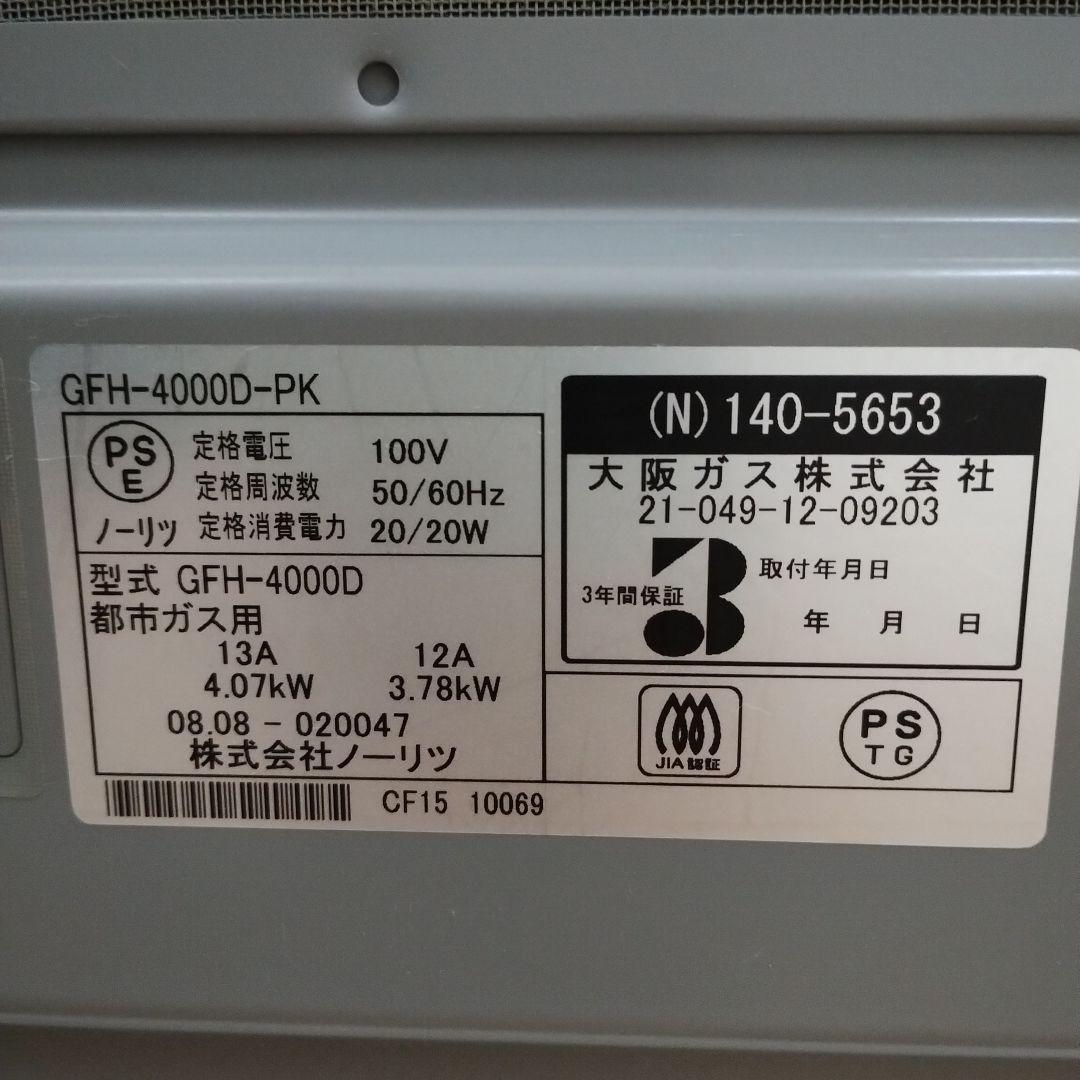 GFH-4000D-PK
PS
E
定格電圧 100V
定格周波数 50/60Hz
ノーリツ 定格消費電力 20/20W
型式 GFH-4000D
都市ガス用
13A 12A
4.07kW 3.78kW
08.08 - 020047
株式会社ノーリツ
CF15 10069
(N) 140-5653
大阪ガス株式会社
21-049-12-09203
3年間保証
取付年月日
年 月 日
JIA 認証
PS
TG